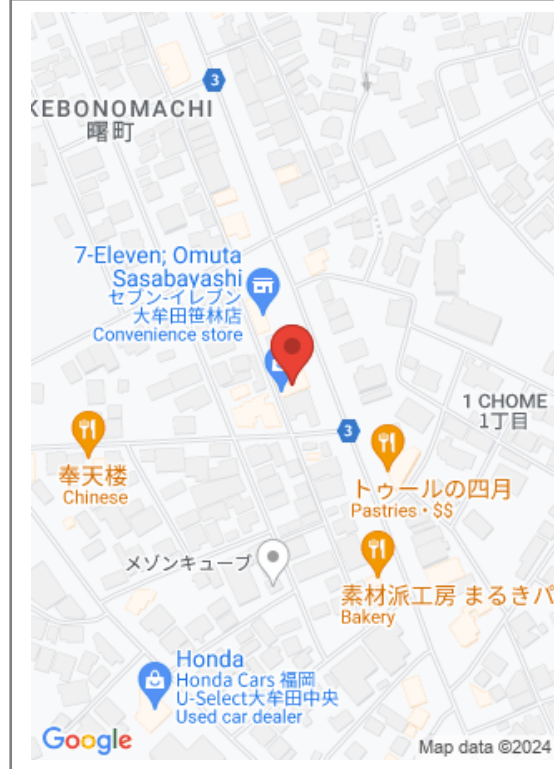 3
KEBONOMACHI
曙町
7-Eleven; Omuta
Sasabayashi
セブン-イレブン
大牟田笹林店
Convenience store
1 CHOME
1丁目
3
奉天楼
Chinese
トゥールの四月
Pastries • $$
メゾンキューブ
素材派工房 まるきパ
Bakery
Honda
Honda Cars 福岡
U-Select大牟田中央
Used car dealer
Google
Map data ©2024